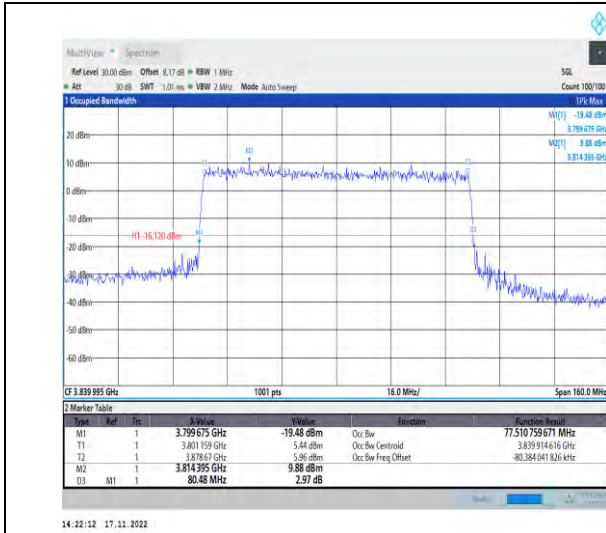 MultiView Spectrum
Ref Level 30.00 dBm Offset 8.17 dB RBW 1 MHz SGL
Att 30 dB SWT 1.01 ms VBW 2 MHz Mode Auto Sweep Count 100/100
1 Occupied Bandwidth 1Pk Max
M1[1] -19.48 dBm
3.799 675 GHz
M2[1] 9.88 dBm
3.814 395 GHz
20 dBm
M2
10 dBm
0 dBm
-10 dBm
H1 -16.120 dBm
M1
D3
-20 dBm
-30 dBm
-40 dBm
-50 dBm
-60 dBm
CF 3.839 995 GHz 1001 pts 16.0 MHz/ Span 160.0 MHz
2 Marker Table
Type Ref Trc X-Value Y-Value Function Function Result
M1 1 3.799 675 GHz -19.48 dBm Occ Bw 77.510 759 671 MHz
T1 1 3.801 159 GHz 5.44 dBm Occ Bw Centroid 3.839 914 616 GHz
T2 1 3.878 67 GHz 5.96 dBm Occ Bw Freq Offset -80.384 041 826 kHz
M2 1 3.814 395 GHz 9.88 dBm
D3 M1 1 80.48 MHz 2.97 dB
14:22:12 17.11.2022